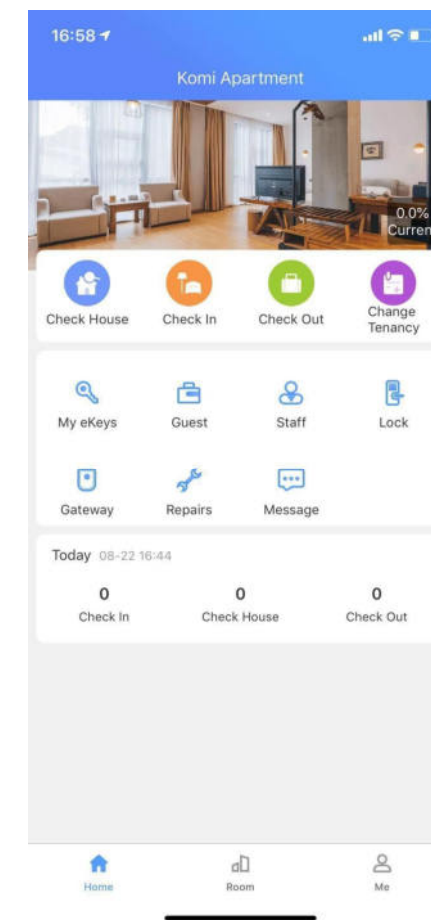 16:58
Komi Apartment
0.0%
Curren
Check House
Check In
Check Out
Change
Tenancy
My eKeys
Guest
Staff
Lock
Gateway
Repairs
Message
Today 08-22 16:44
0
0
0
Check In
Check House
Check Out
Home
Room
Me